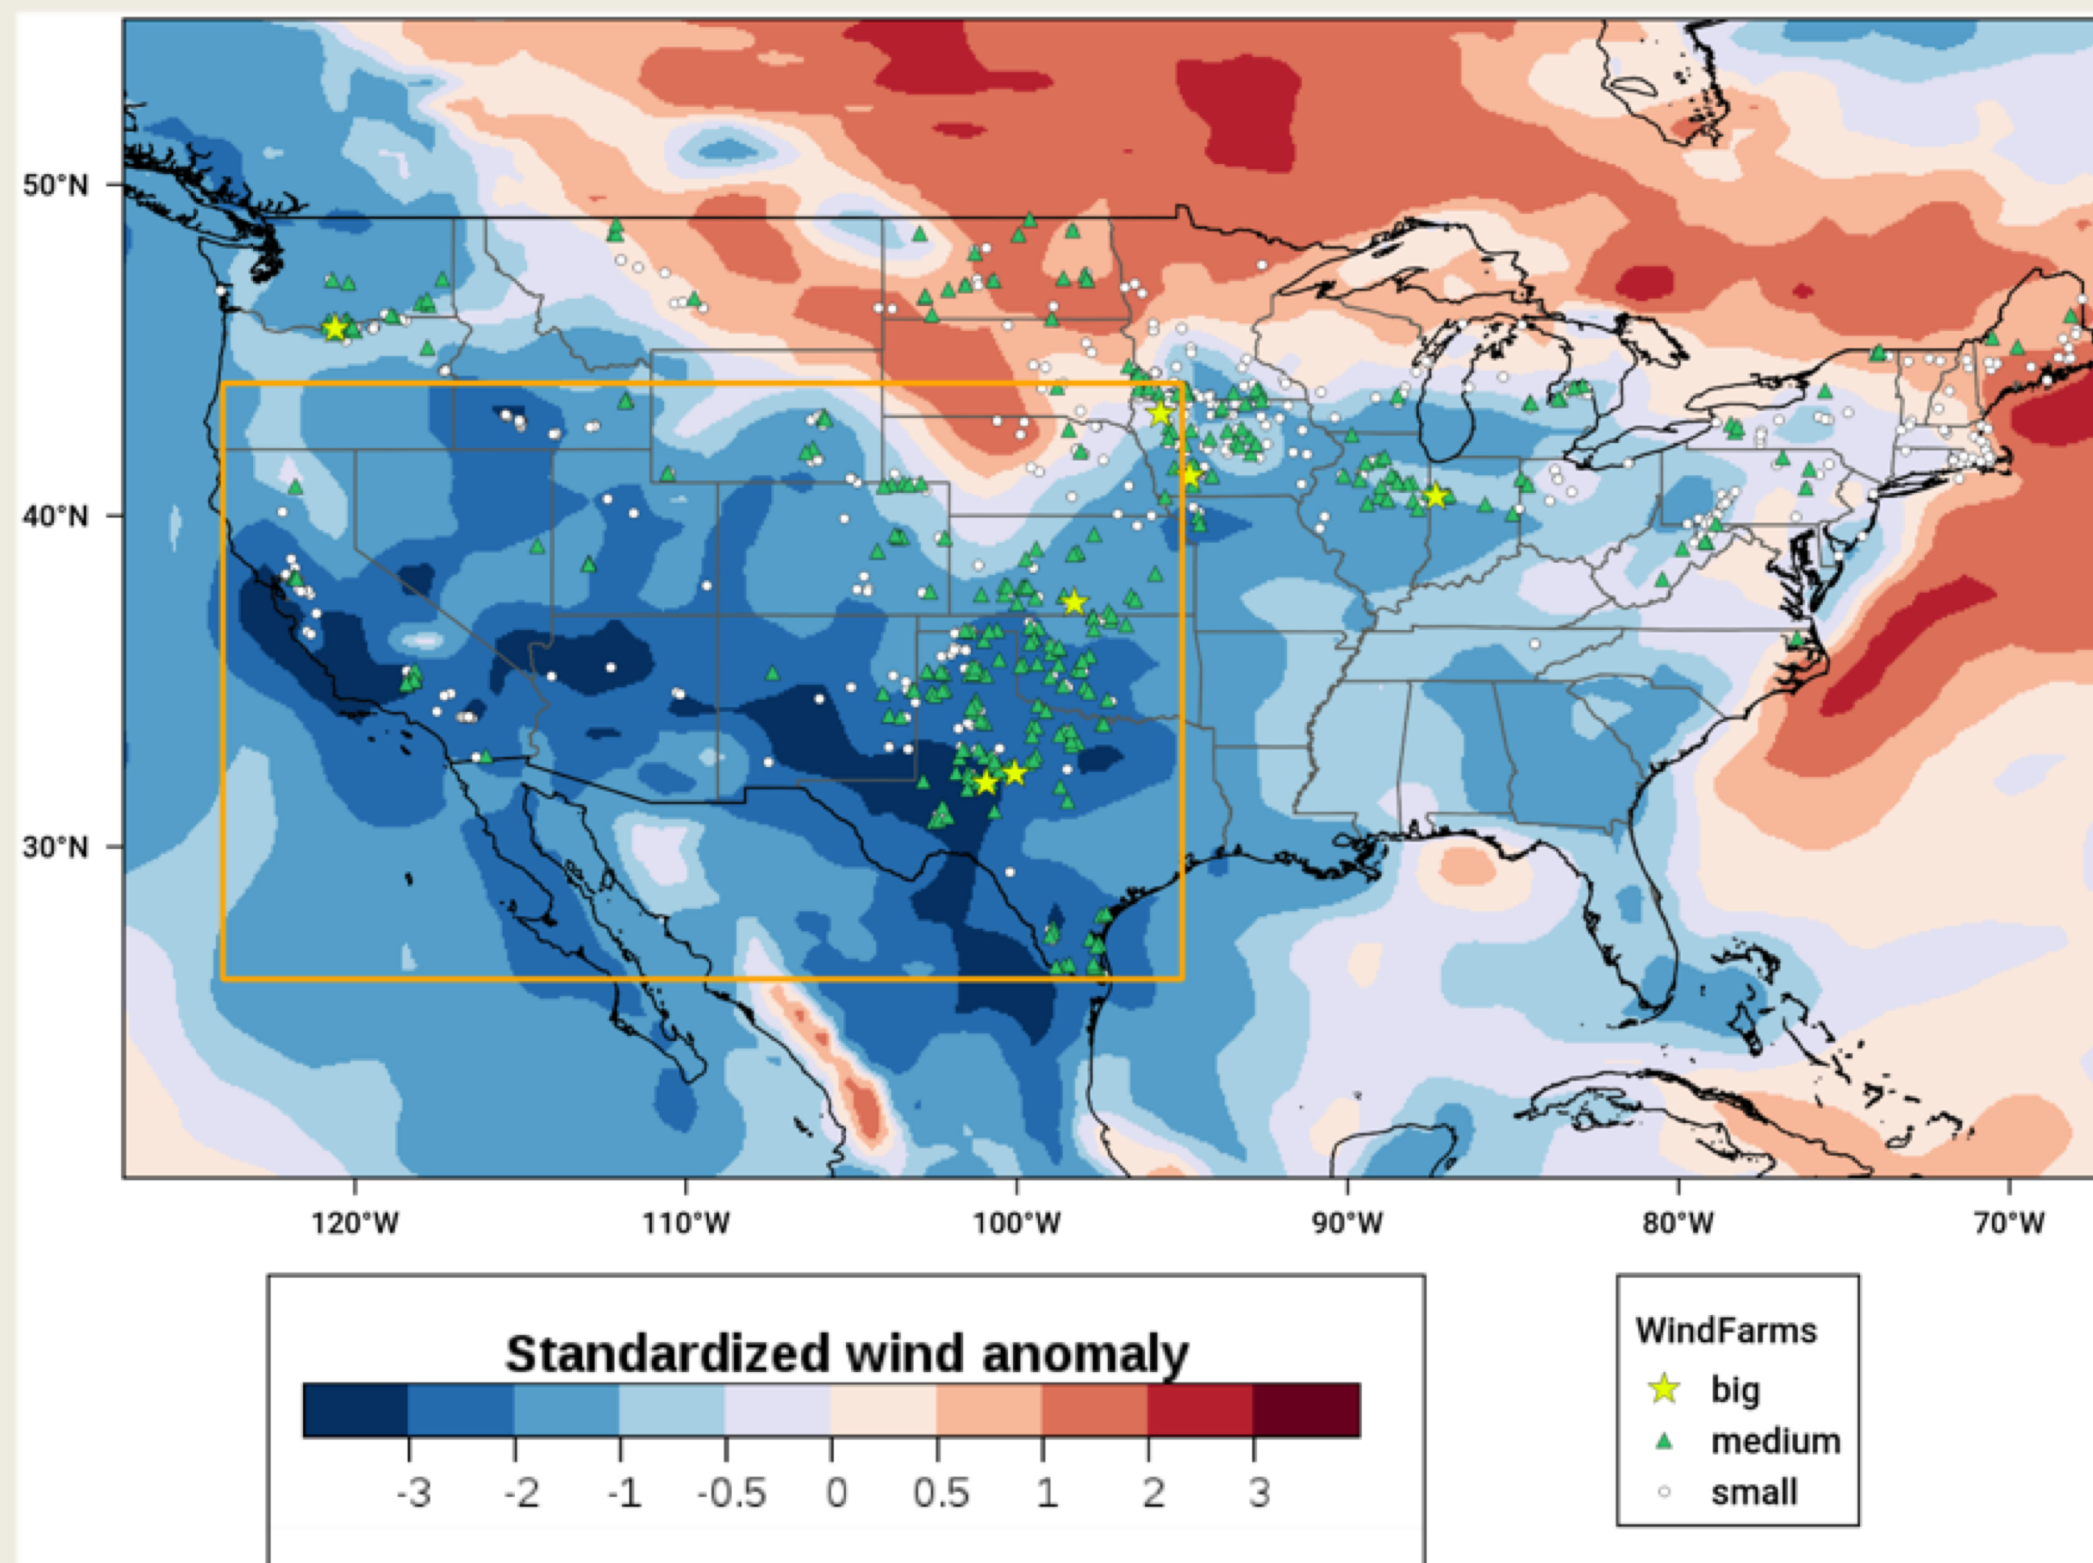 50°N
40°N
30°N
120°W 110°W 100°W 90°W 80°W 70°W
Standardized wind anomaly
-3 -2 -1 -0.5 0 0.5 1 2 3
WindFarms
big
medium
small